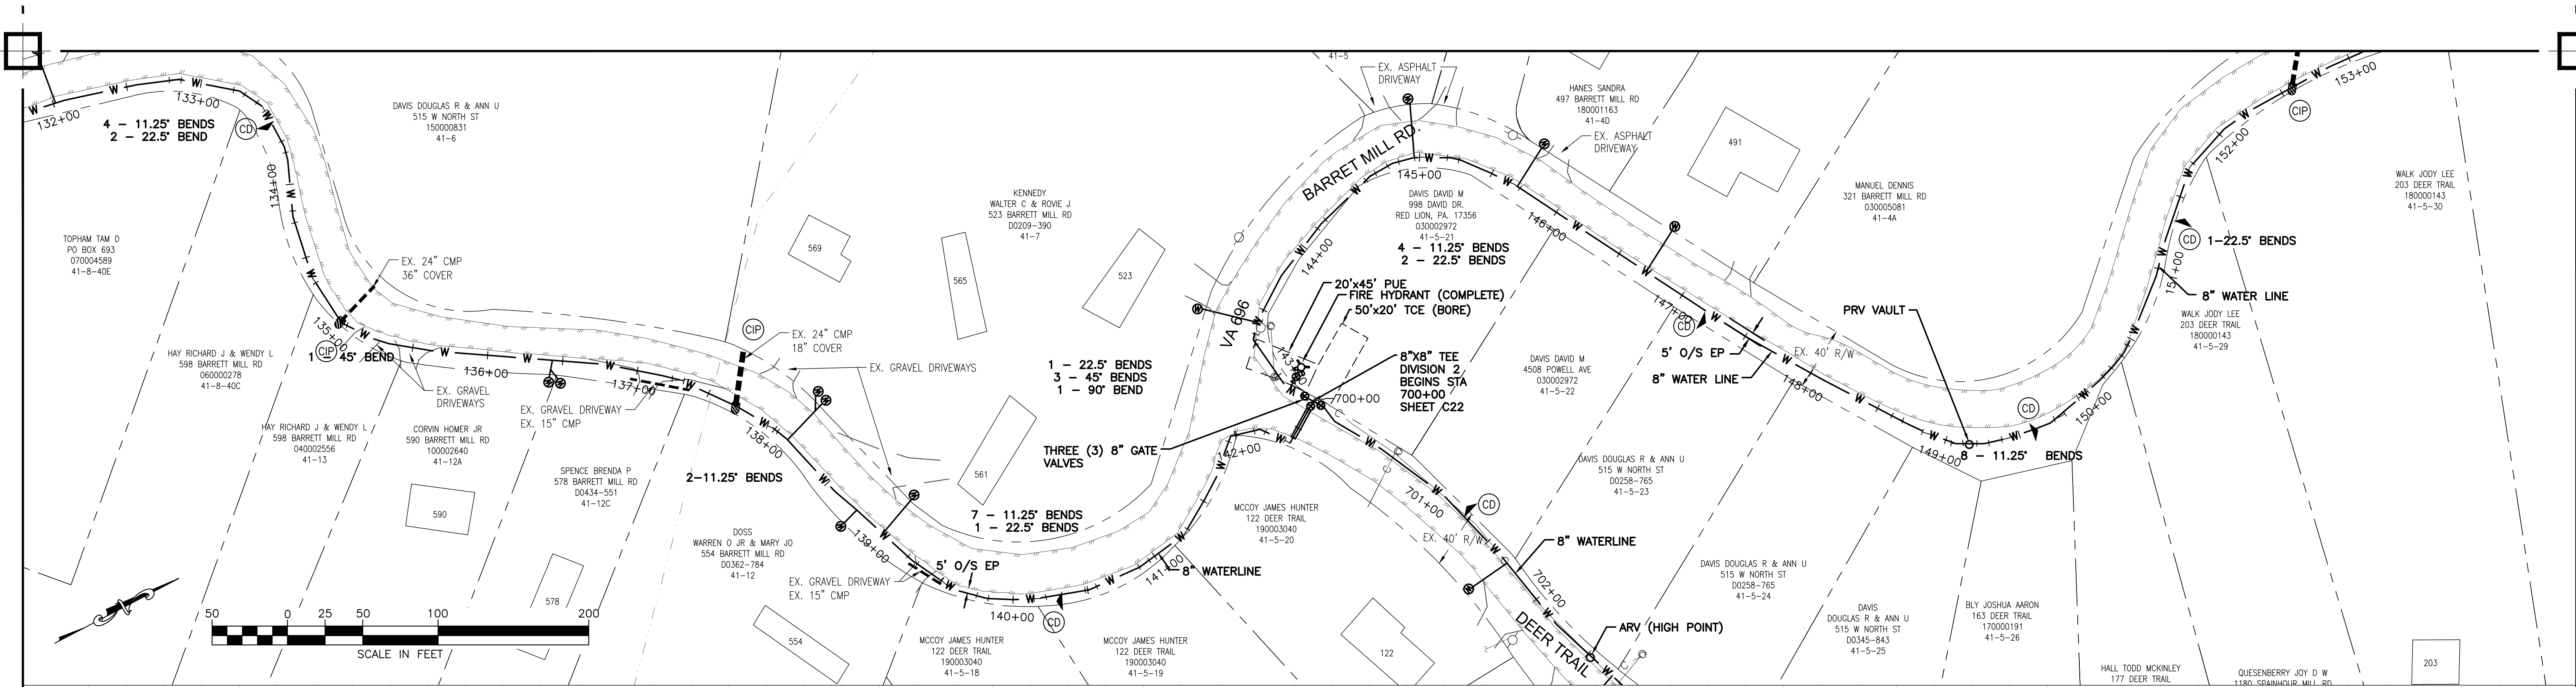 132+00
133+00
4 - 11.25° BENDS
2 - 22.5° BEND
CD
134+00
DAVIS DOUGLAS R & ANN U
515 W NORTH ST
150000831
41-6
TOPHAM TAM D
PO BOX 693
070004589
41-8-40E
EX. 24" CMP
36" COVER
135+00
CIP
1 - 45° BEND
HAY RICHARD J & WENDY L
598 BARRETT MILL RD
060000278
41-8-40C
136+00
EX. GRAVEL
DRIVEWAYS
HAY RICHARD J & WENDY L
598 BARRETT MILL RD
040002556
41-13
CORVIN HOMER JR
590 BARRETT MILL RD
100002640
41-12A
590
137+00
EX. GRAVEL DRIVEWAY
EX. 15" CMP
SPENCE BRENDA P
578 BARRETT MILL RD
D0434-551
41-12C
578
CIP
EX. 24" CMP
18" COVER
EX. GRAVEL DRIVEWAYS
138+00
2-11.25° BENDS
569
565
523
561
KENNEDY
WALTER C & ROVIE J
523 BARRETT MILL RD
D0209-390
41-7
DOSS
WARREN O JR & MARY JO
554 BARRETT MILL RD
D0362-784
41-12
139+00
EX. GRAVEL DRIVEWAY
EX. 15" CMP
554
5' O/S EP
7 - 11.25° BENDS
1 - 22.5° BENDS
140+00
CD
141+00
8" WATERLINE
MCCOY JAMES HUNTER
122 DEER TRAIL
190003040
41-5-18
MCCOY JAMES HUNTER
122 DEER TRAIL
190003040
41-5-19
1 - 22.5° BENDS
3 - 45° BENDS
1 - 90° BEND
THREE (3) 8" GATE
VALVES
142+00
MCCOY JAMES HUNTER
122 DEER TRAIL
190003040
41-5-20
122
VA 696
BARRET MILL RD.
144+00
145+00
41-5
EX. ASPHALT
DRIVEWAY
DAVIS DAVID M
998 DAVID DR.
RED LION, PA. 17356
030002972
41-5-21
4 - 11.25° BENDS
2 - 22.5° BENDS
20'x45' PUE
FIRE HYDRANT (COMPLETE)
50'x20' TCE (BORE)
8"X8" TEE
DIVISION 2
BEGINS STA
700+00
SHEET C22
700+00
701+00
CD
EX. 40' R/W
8" WATERLINE
702+00
DEER TRAIL
ARV (HIGH POINT)
HANES SANDRA
497 BARRETT MILL RD
180001163
41-4D
EX. ASPHALT
DRIVEWAY
491
146+00
147+00
CD
5' O/S EP
8" WATER LINE
EX. 40' R/W
148+00
MANUEL DENNIS
321 BARRETT MILL RD
030005081
41-4A
DAVIS DAVID M
4508 POWELL AVE
030002972
41-5-22
DAVIS DOUGLAS R & ANN U
515 W NORTH ST
D0258-765
41-5-23
DAVIS DOUGLAS R & ANN U
515 W NORTH ST
D0258-765
41-5-24
DAVIS
DOUGLAS R & ANN U
515 W NORTH ST
D0345-843
41-5-25
BLY JOSHUA AARON
163 DEER TRAIL
170000191
41-5-26
PRV VAULT
149+00
8 - 11.25° BENDS
CD
150+00
151+00
CD
1-22.5° BENDS
8" WATER LINE
152+00
CIP
153+00
WALK JODY LEE
203 DEER TRAIL
180000143
41-5-29
WALK JODY LEE
203 DEER TRAIL
180000143
41-5-30
HALL TODD MCKINLEY
177 DEER TRAIL
QUESENBERRY JOY D W
1180 SPAINHOUR MILL RD
203
50 0 25 50 100 200
SCALE IN FEET